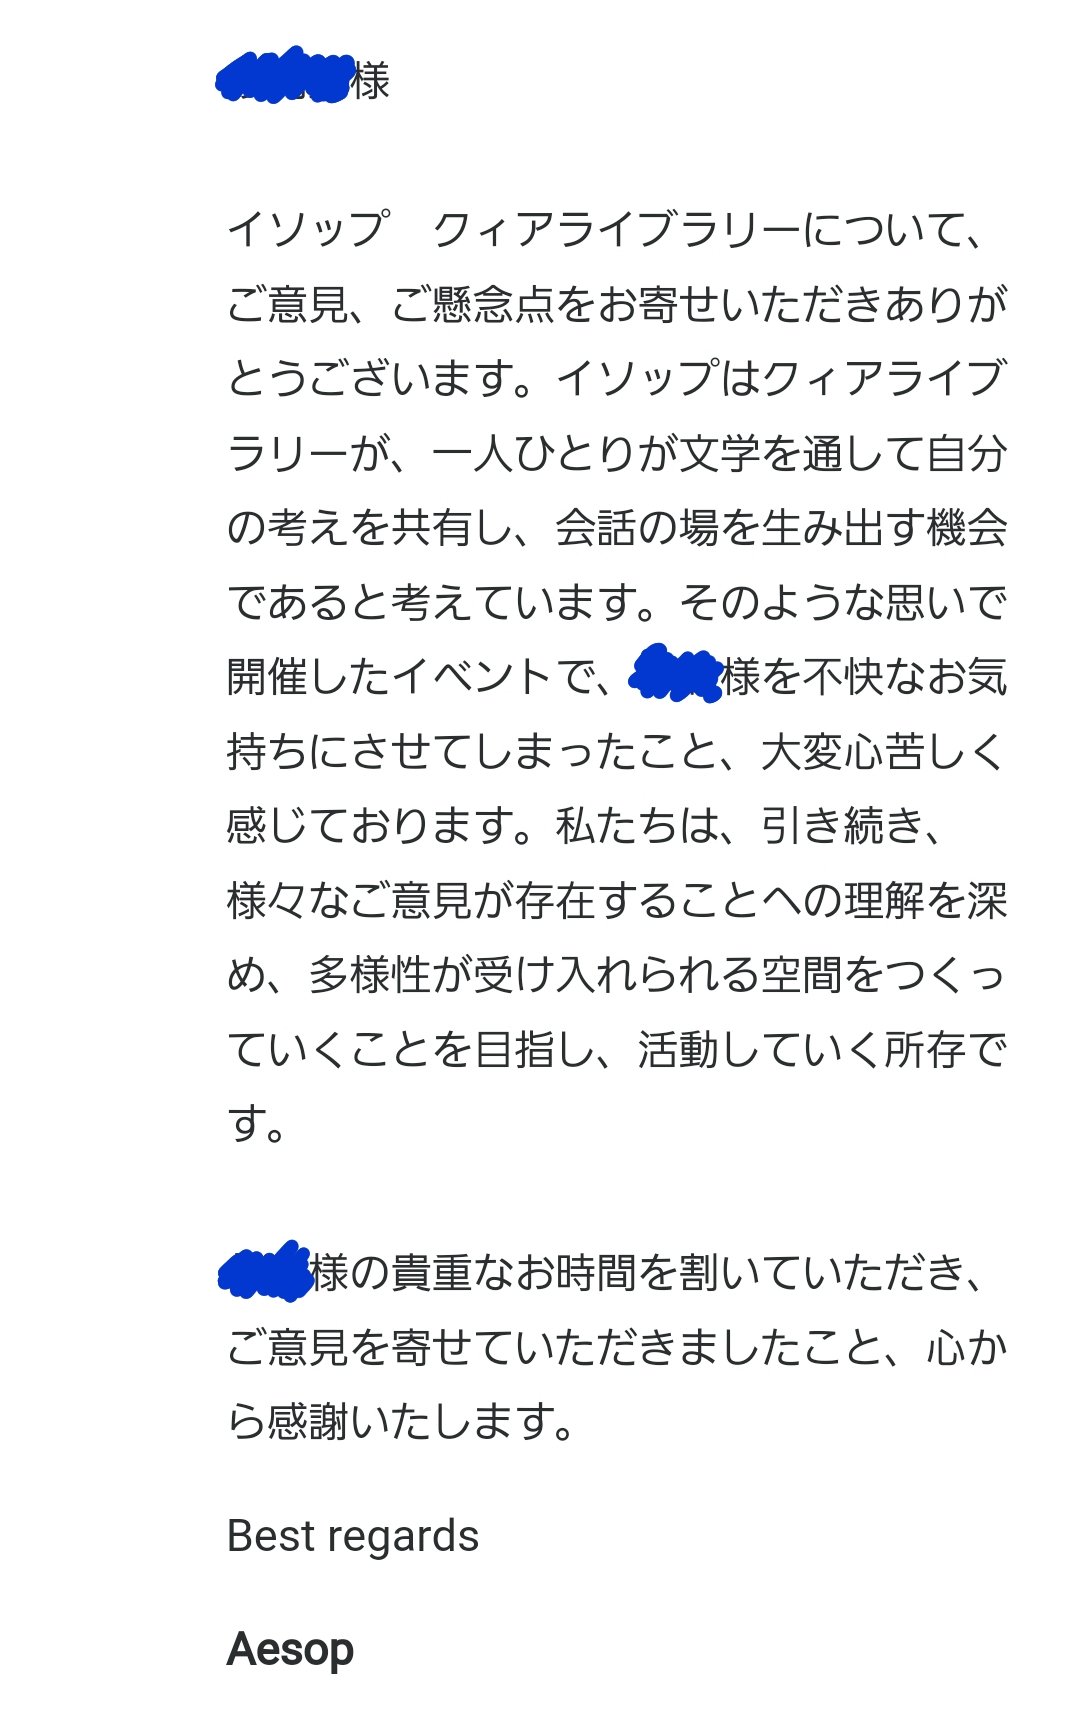 様
イソップ　クィアライブラリーについて、
ご意見、ご懸念点をお寄せいただきありが
とうございます。イソップはクィアライブ
ラリーが、一人ひとりが文学を通して自分
の考えを共有し、会話の場を生み出す機会
であると考えています。そのような思いで
開催したイベントで、様を不快なお気
持ちにさせてしまったこと、大変心苦しく
感じております。私たちは、引き続き、
様々なご意見が存在することへの理解を深
め、多様性が受け入れられる空間をつくっ
ていくことを目指し、活動していく所存で
す。
様の貴重なお時間を割いていただき、
ご意見を寄せていただきましたこと、心か
ら感謝いたします。
Best regards
Aesop